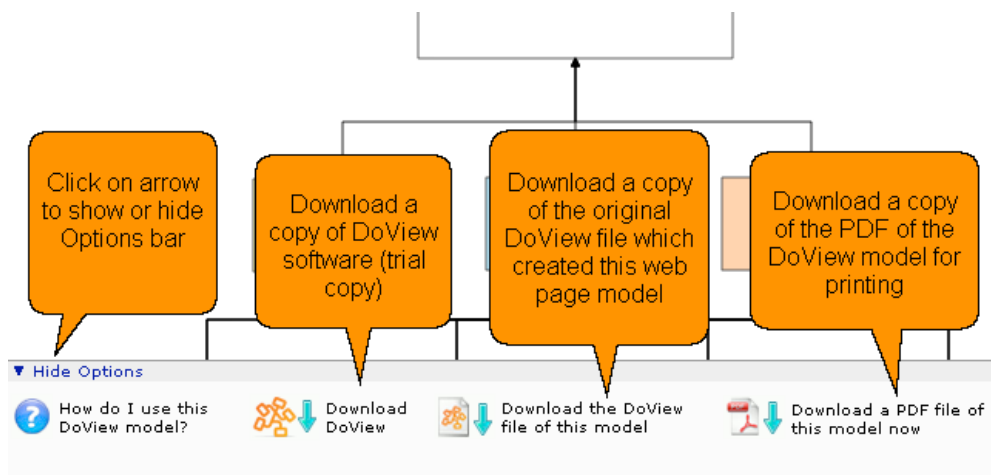 Click on arrow
to show or hide
Options bar
Download a
copy of DoView
software (trial
copy)
Download a copy
of the original
DoView file which
created this web
page model
Download a copy
of the PDF of the
DoView model for
printing
▼ Hide Options
How do I use this
DoView model?
Download
DoView
Download the DoView
file of this model
Download a PDF file of
this model now